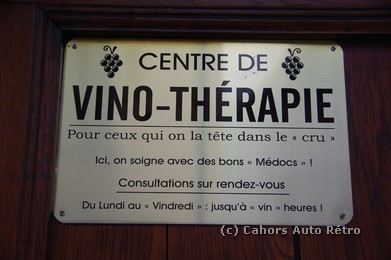 CENTRE DE
VINO-THÉRAPIE
Pour ceux qui on la tête dans le « cru »
Ici, on soigne avec des bons « Médocs » !
Consultations sur rendez-vous
Du Lundi au « Vindredi » : jusqu'à « vin » heures !
(c) Cahors Auto Rétro